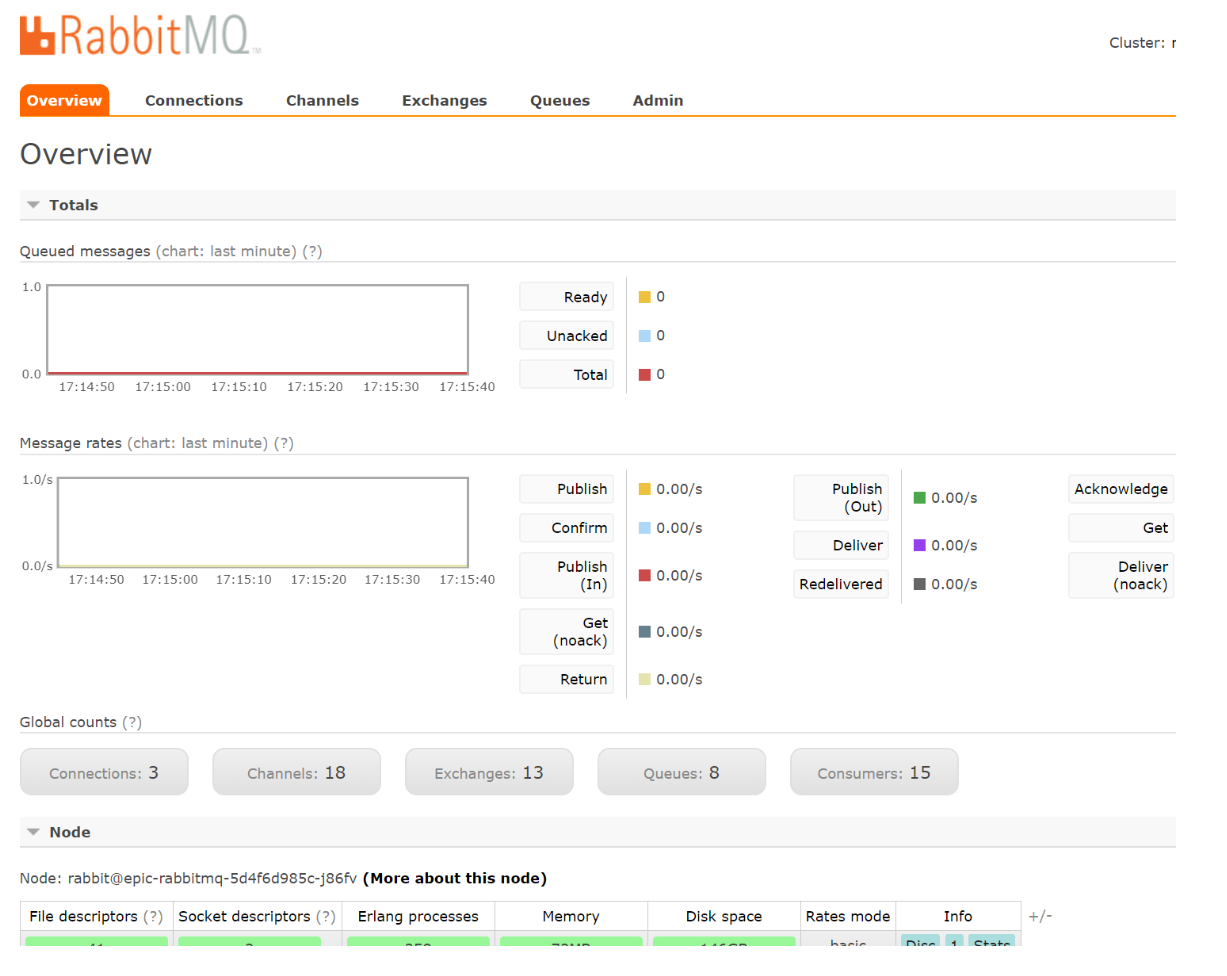 RabbitMQ™
Cluster: r
Overview Connections Channels Exchanges Queues Admin
Overview
Totals
Queued messages (chart: last minute) (?)
1.0
0.0
17:14:50 17:15:00 17:15:10 17:15:20 17:15:30 17:15:40
Ready 0
Unacked 0
Total 0
Message rates (chart: last minute) (?)
1.0/s
0.0/s
17:14:50 17:15:00 17:15:10 17:15:20 17:15:30 17:15:40
Publish 0.00/s
Confirm 0.00/s
Publish
(In) 0.00/s
Get
(noack) 0.00/s
Return 0.00/s
Publish
(Out) 0.00/s
Deliver 0.00/s
Redelivered 0.00/s
Acknowledge
Get
Deliver
(noack)
Global counts (?)
Connections: 3 Channels: 18 Exchanges: 13 Queues: 8 Consumers: 15
Node
Node: rabbit@epic-rabbitmq-5d4f6d985c-j86fv (More about this node)
File descriptors (?) Socket descriptors (?) Erlang processes Memory Disk space Rates mode Info +/-
basic Disc 1 Stats